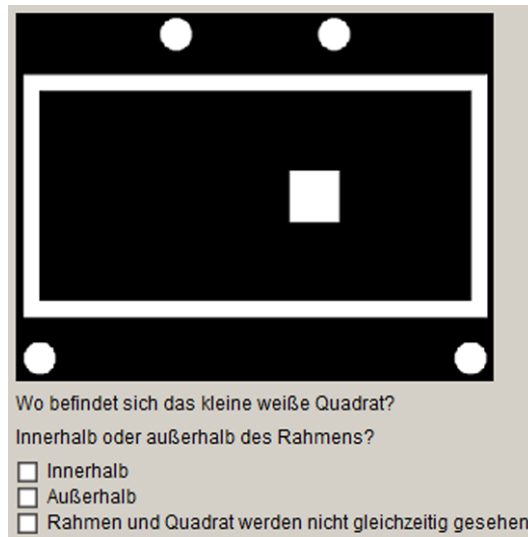 Wo befindet sich das kleine weiße Quadrat?
Innerhalb oder außerhalb des Rahmens?
Innerhalb
Außerhalb
Rahmen und Quadrat werden nicht gleichzeitig gesehen